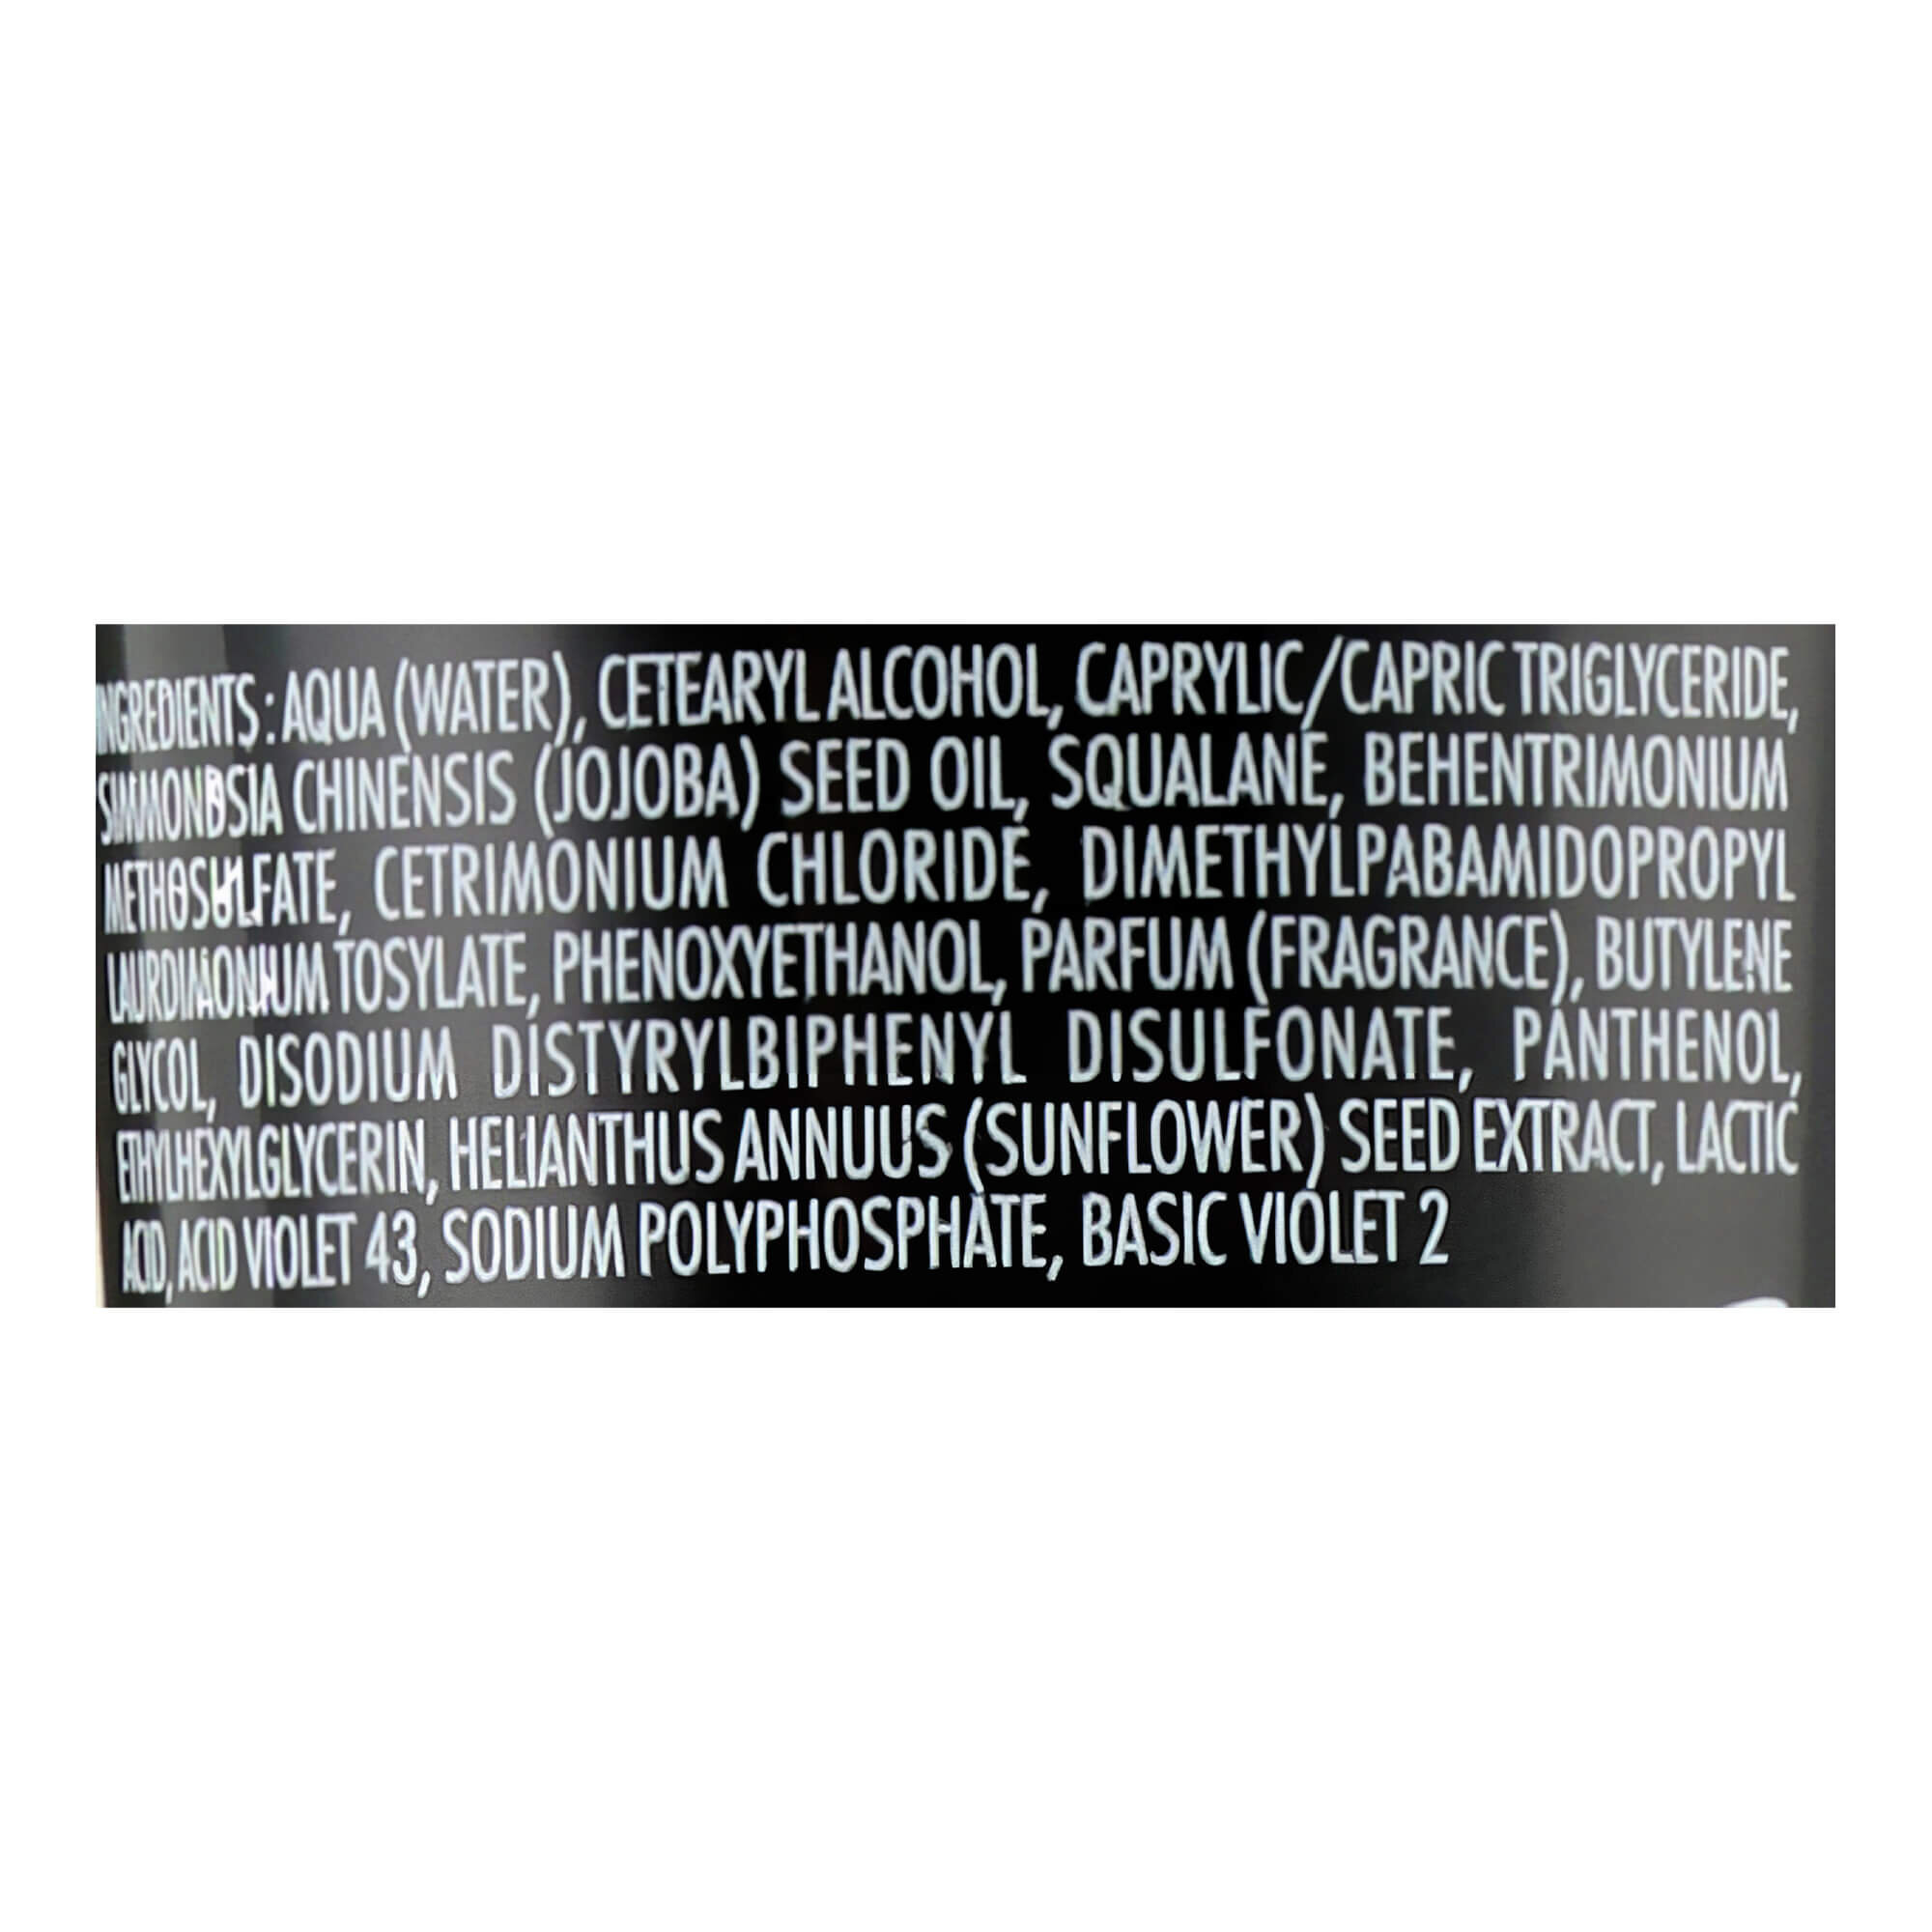 INGREDIENTS : AQUA (WATER), CETEARYL ALCOHOL, CAPRYLIC/CAPRIC TRIGLYCERIDE,
SIMMONDSIA CHINENSIS (JOJOBA) SEED OIL, SQUALANE, BEHENTRIMONIUM
METHOSULFATE, CETRIMONIUM CHLORIDE, DIMETHYLPABAMIDOPROPYL
LAURDIMONIUM TOSYLATE, PHENOXYETHANOL, PARFUM (FRAGRANCE), BUTYLENE
GLYCOL, DISODIUM DISTYRYLBIPHENYL DISULFONATE, PANTHENOL,
ETHYLHEXYLGLYCERIN, HELIANTHUS ANNUUS (SUNFLOWER) SEED EXTRACT, LACTIC
ACID, ACID VIOLET 43, SODIUM POLYPHOSPHATE, BASIC VIOLET 2